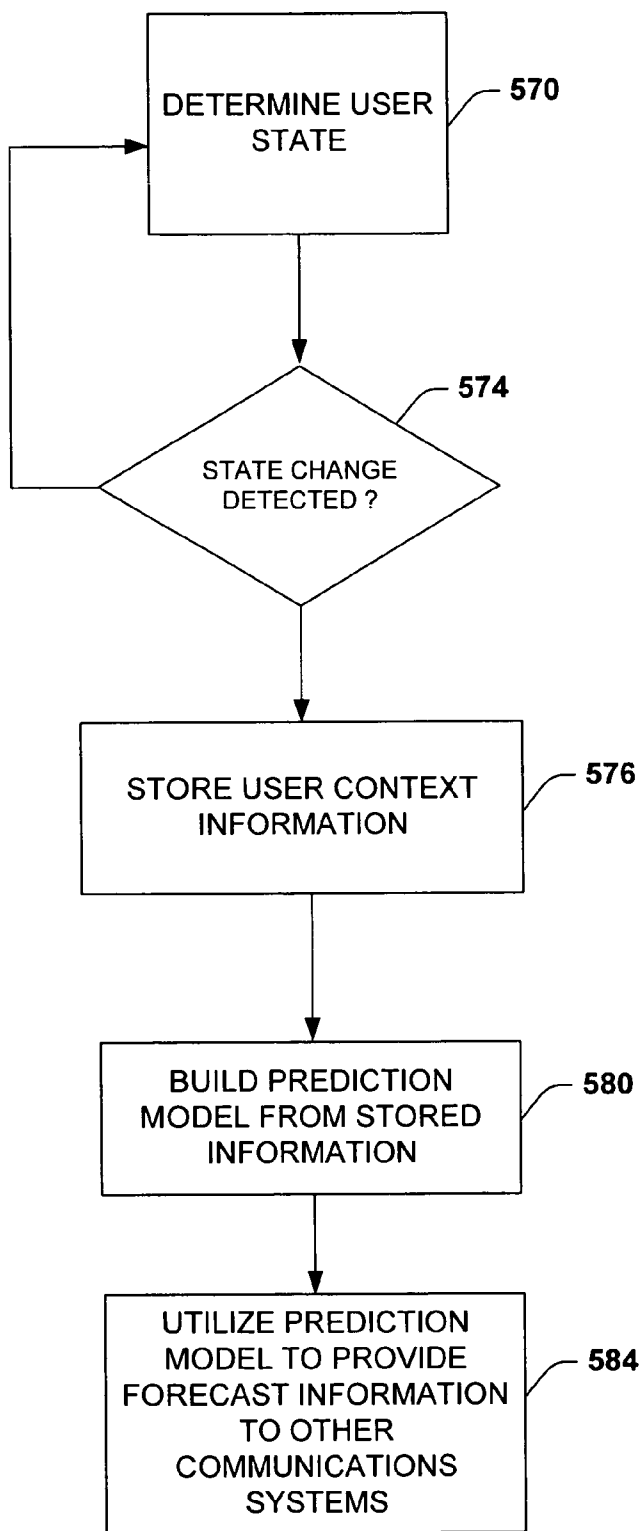 DETERMINE USER
STATE
570
574
STATE CHANGE
DETECTED ?
STORE USER CONTEXT
INFORMATION
576
BUILD PREDICTION
MODEL FROM STORED
INFORMATION
580
UTILIZE PREDICTION
MODEL TO PROVIDE
FORECAST INFORMATION
TO OTHER
COMMUNICATIONS
SYSTEMS
584